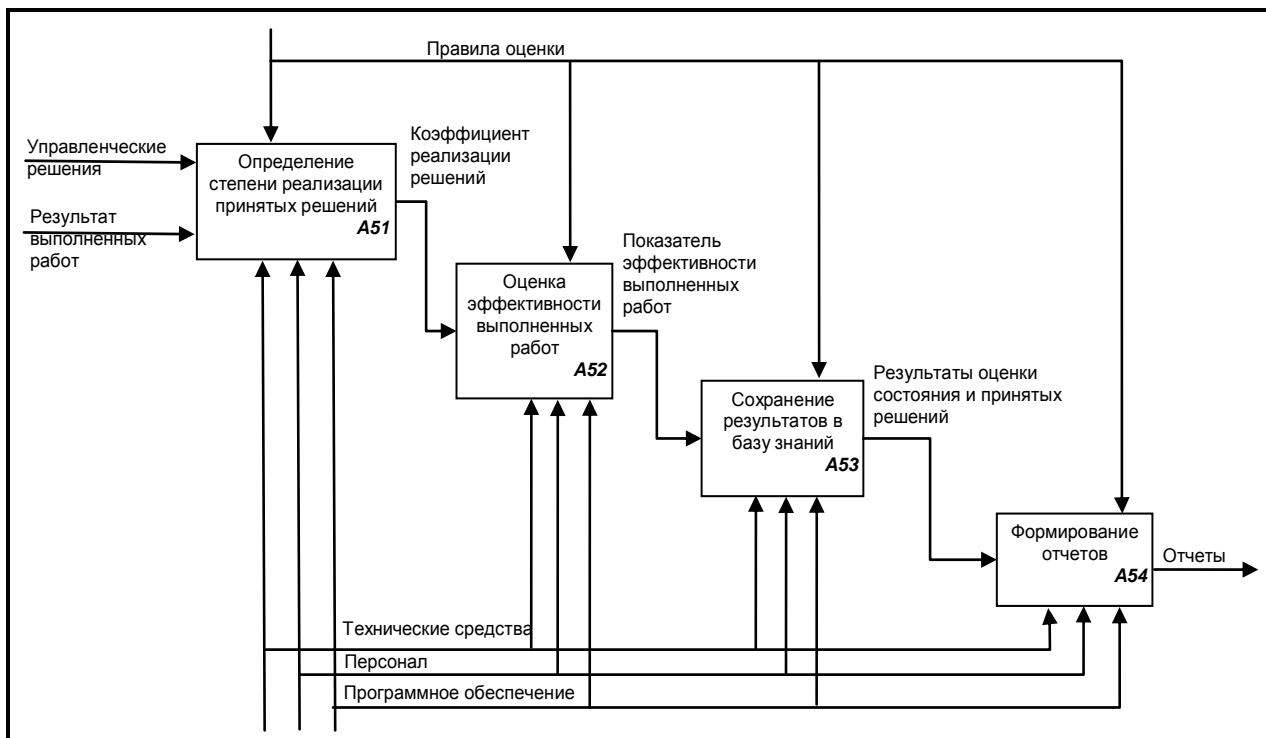 Правила оценки
Управленческие
решения
Результат
выполненных
работ
Определение
степени реализации
принятых решений
A51
Коэффициент
реализации
решений
Оценка
эффективности
выполненных
работ
A52
Показатель
эффективности
выполненных
работ
Сохранение
результатов в
базу знаний
A53
Результаты оценки
состояния и принятых
решений
Формирование
отчетов
A54
Отчеты
Технические средства
Персонал
Программное обеспечение